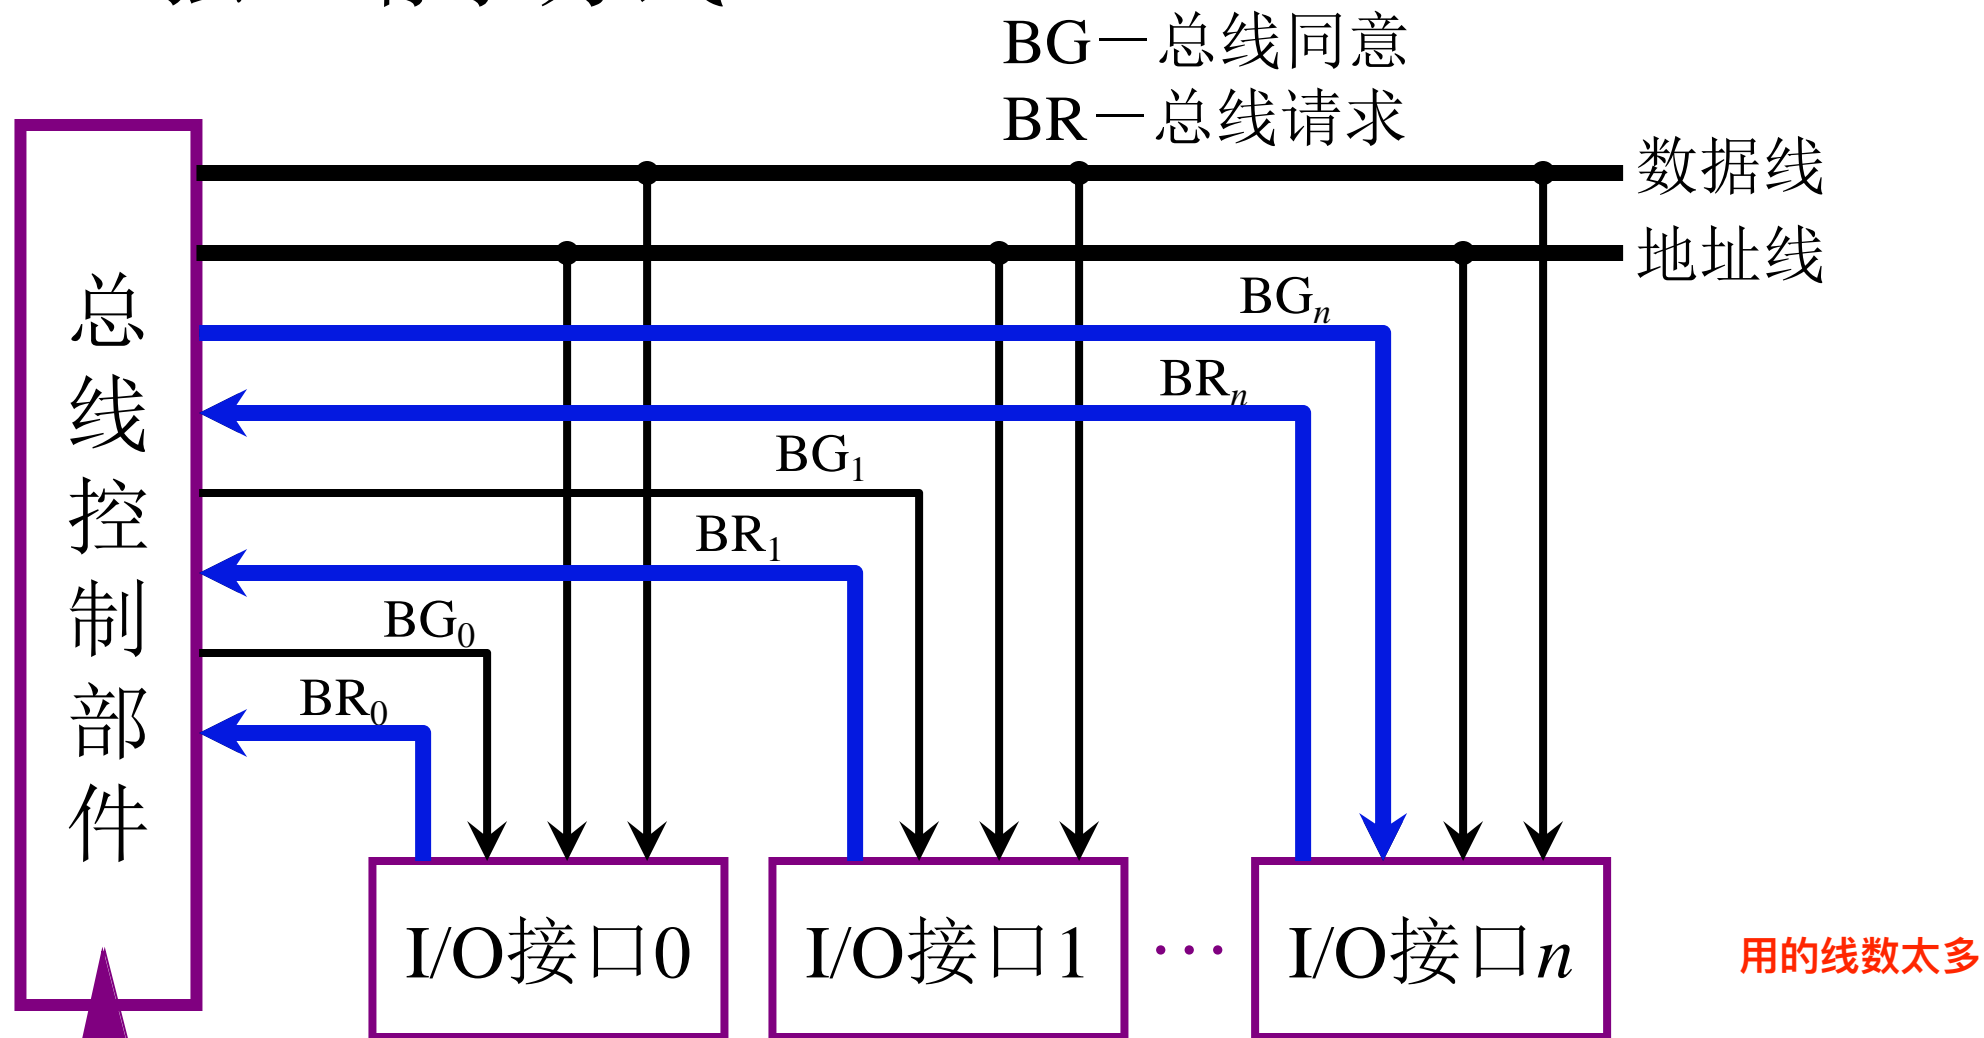 BG－总线同意
BR－总线请求
数据线
地址线
BGn
BRn
BG1
BR1
BG0
BR0
总线控制部件
I/O接口0
I/O接口1
…
I/O接口n
用的线数太多